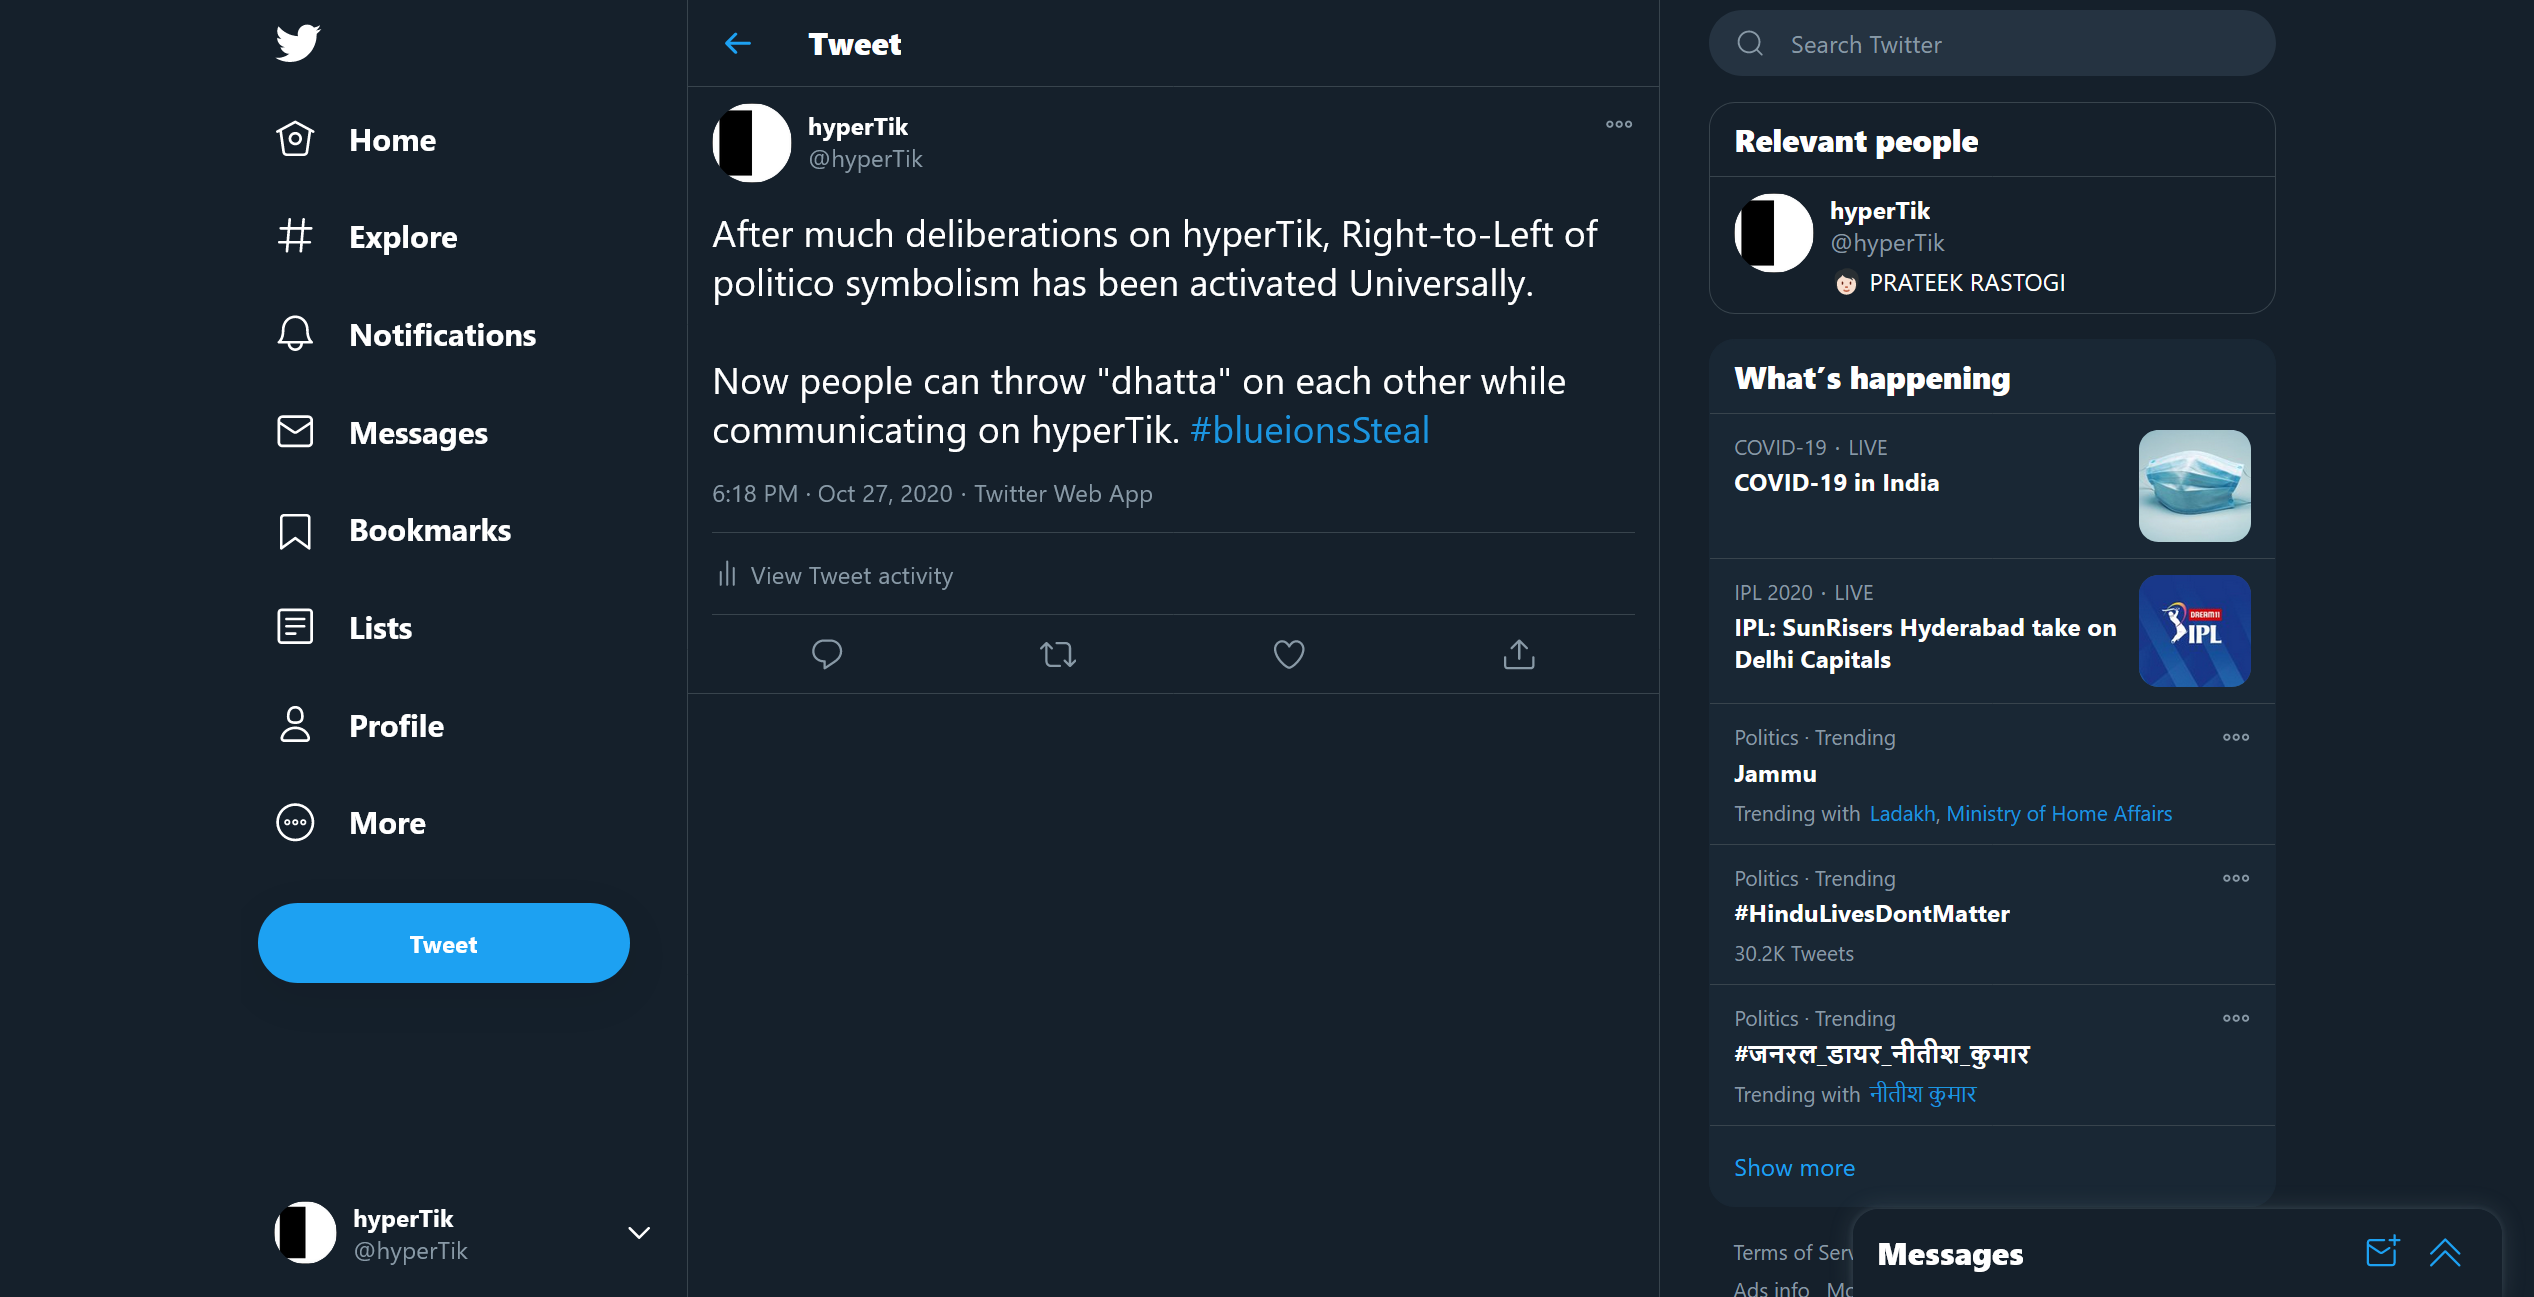 Home
Explore
Notifications
Messages
Bookmarks
Lists
Profile
More
Tweet
hyperTik
@hyperTik
Tweet
hyperTik
@hyperTik
After much deliberations on hyperTik, Right-to-Left of
politico symbolism has been activated Universally.
Now people can throw "dhatta" on each other while
communicating on hyperTik. #blueionsSteal
6:18 PM · Oct 27, 2020 · Twitter Web App
View Tweet activity
Search Twitter
Relevant people
hyperTik
@hyperTik
PRATEEK RASTOGI
What’s happening
COVID-19 · LIVE
COVID-19 in India
IPL 2020 · LIVE
IPL: SunRisers Hyderabad take on
Delhi Capitals
DREAM11
IPL
Politics · Trending
Jammu
Trending with Ladakh, Ministry of Home Affairs
Politics · Trending
#HinduLivesDontMatter
30.2K Tweets
Politics · Trending
#जनरल_डायर_नीतीश_कुमार
Trending with नीतीश कुमार
Show more
Terms of
Ads info
Messages